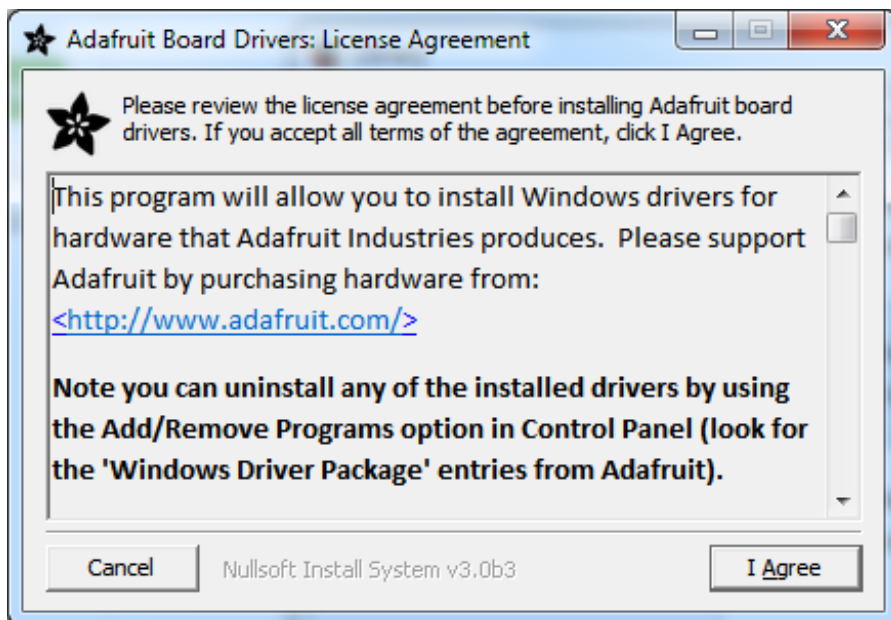 Adafruit Board Drivers: License Agreement
Please review the license agreement before installing Adafruit board
drivers. If you accept all terms of the agreement, click I Agree.
This program will allow you to install Windows drivers for
hardware that Adafruit Industries produces.  Please support
Adafruit by purchasing hardware from:
<http://www.adafruit.com/>
Note you can uninstall any of the installed drivers by using
the Add/Remove Programs option in Control Panel (look for
the 'Windows Driver Package' entries from Adafruit).
Cancel Nullsoft Install System v3.0b3 I Agree